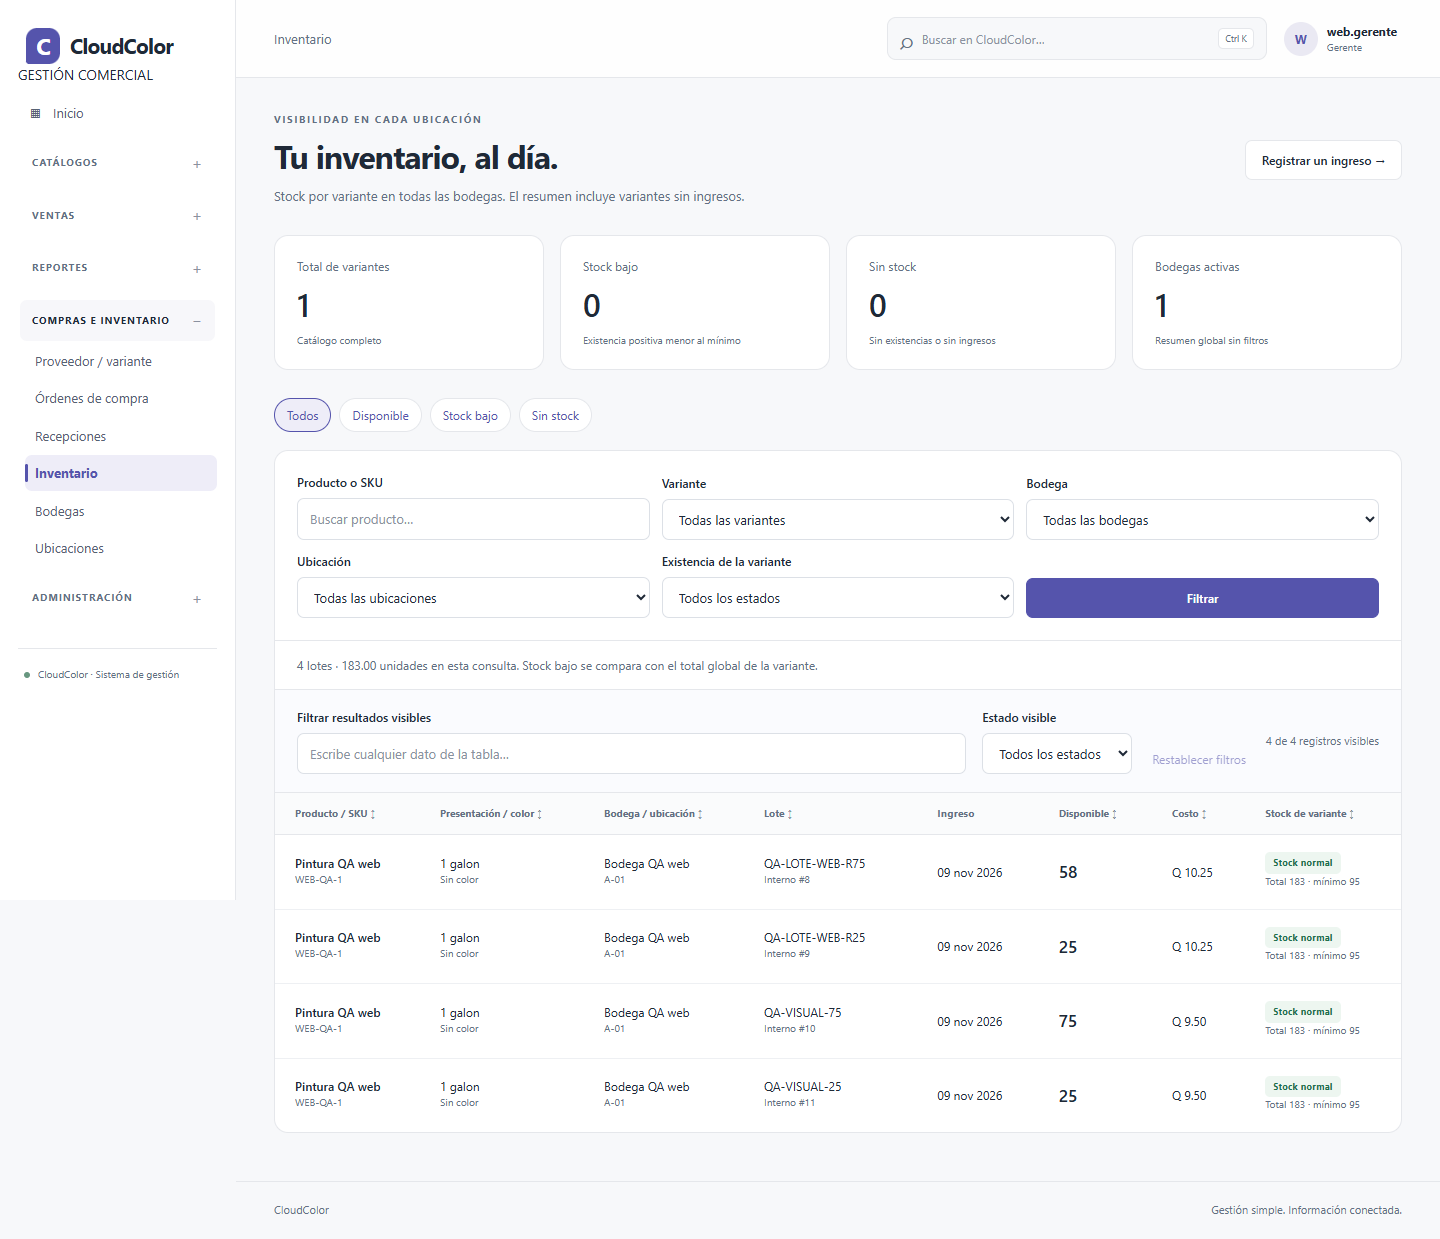 C CloudColor
GESTIÓN COMERCIAL
Inicio
CATÁLOGOS +
VENTAS +
REPORTES +
COMPRAS E INVENTARIO −
Proveedor / variante
Órdenes de compra
Recepciones
Inventario
Bodegas
Ubicaciones
ADMINISTRACIÓN +
CloudColor · Sistema de gestión
Inventario
Buscar en CloudColor... Ctrl K
W web.gerente
Gerente
VISIBILIDAD EN CADA UBICACIÓN
Tu inventario, al día.
Stock por variante en todas las bodegas. El resumen incluye variantes sin ingresos.
Registrar un ingreso →
Total de variantes
1
Catálogo completo
Stock bajo
0
Existencia positiva menor al mínimo
Sin stock
0
Sin existencias o sin ingresos
Bodegas activas
1
Resumen global sin filtros
Todos Disponible Stock bajo Sin stock
Producto o SKU
Buscar producto...
Variante
Todas las variantes
Bodega
Todas las bodegas
Ubicación
Todas las ubicaciones
Existencia de la variante
Todos los estados
Filtrar
4 lotes · 183.00 unidades en esta consulta. Stock bajo se compara con el total global de la variante.
Filtrar resultados visibles
Escribe cualquier dato de la tabla...
Estado visible
Todos los estados
Restablecer filtros
4 de 4 registros visibles
Producto / SKU ↕ Presentación / color ↕ Bodega / ubicación ↕ Lote ↕ Ingreso Disponible ↕ Costo ↕ Stock de variante ↕
Pintura QA web 1 galon Bodega QA web QA-LOTE-WEB-R75 09 nov 2026 58 Q 10.25 Stock normal
WEB-QA-1 Sin color A-01 Interno #8 Total 183 · mínimo 95
Pintura QA web 1 galon Bodega QA web QA-LOTE-WEB-R25 09 nov 2026 25 Q 10.25 Stock normal
WEB-QA-1 Sin color A-01 Interno #9 Total 183 · mínimo 95
Pintura QA web 1 galon Bodega QA web QA-VISUAL-75 09 nov 2026 75 Q 9.50 Stock normal
WEB-QA-1 Sin color A-01 Interno #10 Total 183 · mínimo 95
Pintura QA web 1 galon Bodega QA web QA-VISUAL-25 09 nov 2026 25 Q 9.50 Stock normal
WEB-QA-1 Sin color A-01 Interno #11 Total 183 · mínimo 95
CloudColor
Gestión simple. Información conectada.